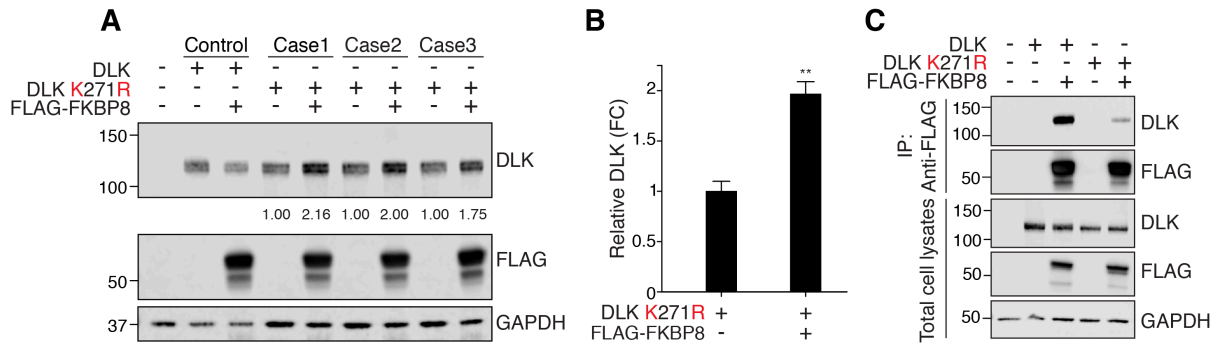 A
Control Case1 Case2 Case3
DLK - + + - - - - - -
DLK K271R - - - + + + + + +
FLAG-FKBP8 - - + - + - + - +
150
100
DLK
1.00 2.16 1.00 2.00 1.00 1.75
50
FLAG
37
GAPDH
B
Relative DLK (FC)
2
1.5
1
0.5
0
**
DLK K271R + +
FLAG-FKBP8 - +
C
DLK - + + - -
DLK K271R - - - + +
FLAG-FKBP8 - - + - +
IP:
Anti-FLAG
150
100
DLK
50
FLAG
Total cell lysates
150
100
DLK
50
FLAG
50
GAPDH